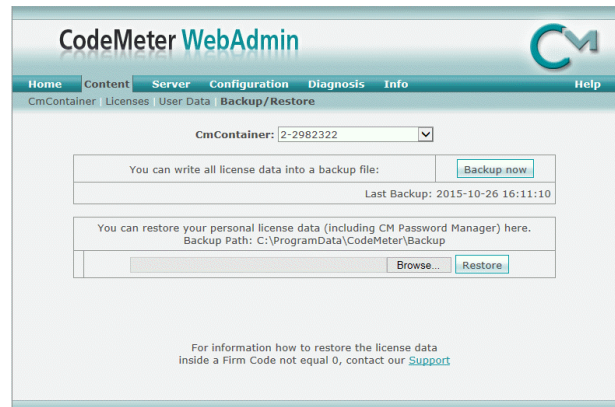 CodeMeter WebAdmin
Home Content Server Configuration Diagnosis Info Help
CmContainer | Licenses | User Data | Backup/Restore
CmContainer: 2-2982322
You can write all license data into a backup file: Backup now
Last Backup: 2015-10-26 16:11:10
You can restore your personal license data (including CM Password Manager) here.
Backup Path: C:\ProgramData\CodeMeter\Backup
Browse... Restore
For information how to restore the license data
inside a Firm Code not equal 0, contact our Support